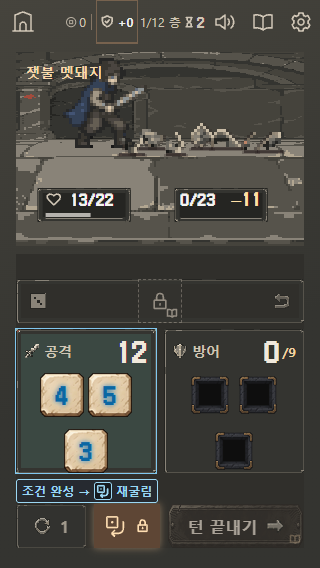 0 +0 1/12 층 2
잿불 멧돼지
13/22 0/23 -11
공격 12 방어 0/9
4 5
3
조건 완성 → 재굴림
1 턴 끝내기